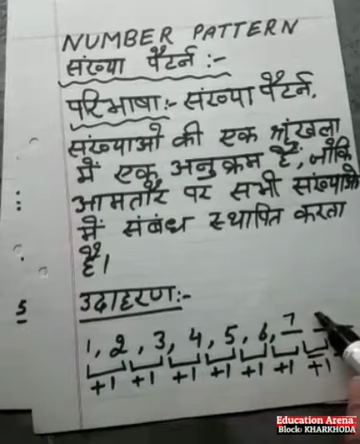 NUMBER PATTERN
संख्या पैटर्न :-
परिभाषा:- संख्या पैटर्न,
संख्याओं की एक श्रृंखला
में एक अनुक्रम है, जोकि
आमतौर पर सभी संख्याओं
में संबंध स्थापित करता
है।
5
उदाहरण:-
1, 2, 3, 4, 5, 6, 7
+1 +1 +1 +1 +1 +1 +1
Education Arena
Block: KHARKHODA